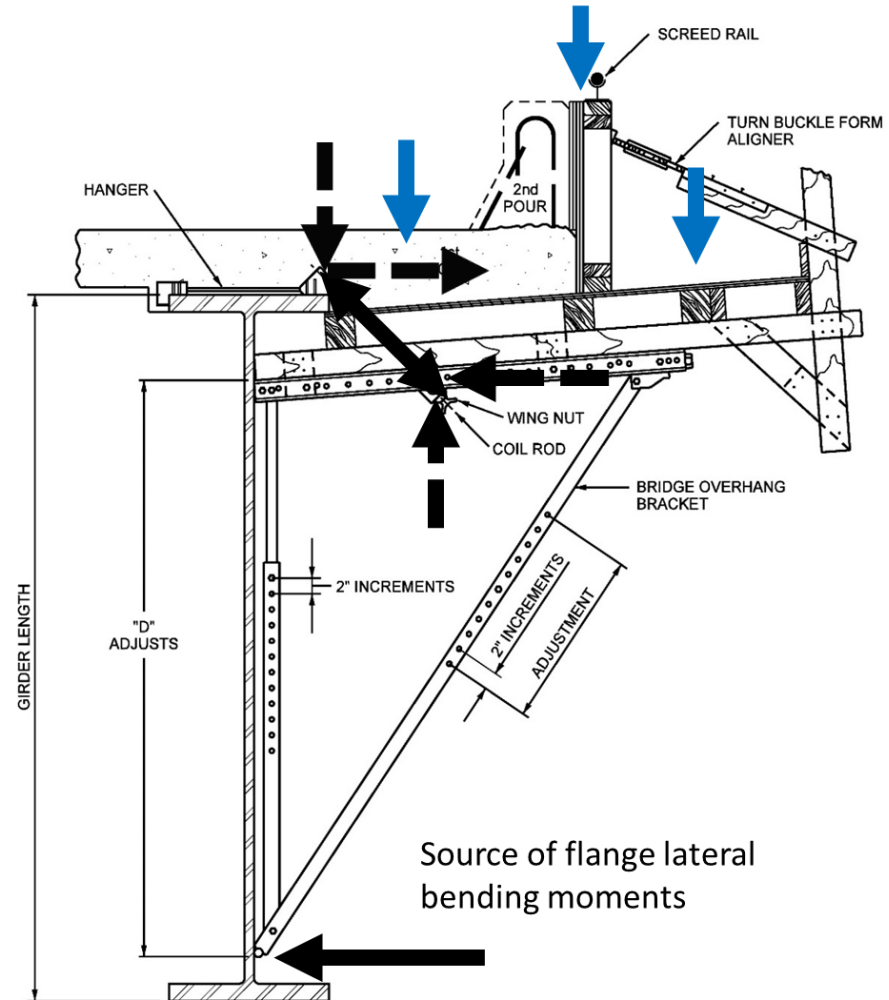 SCREED RAIL
TURN BUCKLE FORM
ALIGNER
HANGER
2nd
POUR
WING NUT
COIL ROD
BRIDGE OVERHANG
BRACKET
2" INCREMENTS
2" INCREMENTS
ADJUSTMENT
"D"
ADJUSTS
GIRDER LENGTH
Source of flange lateral
bending moments